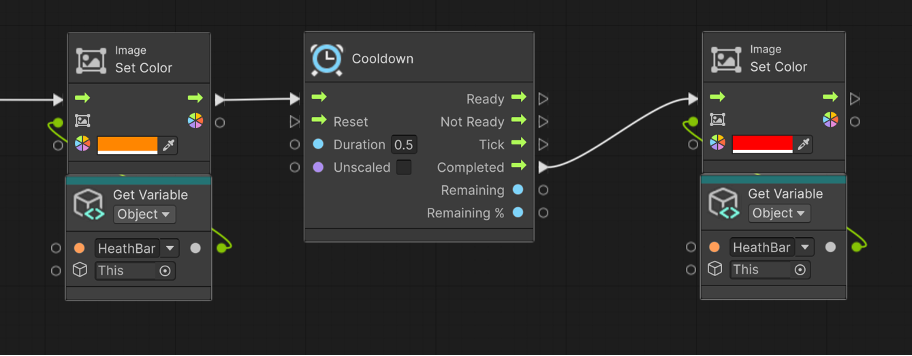 Image
Set Color
Get Variable
Object
HeathBar
This
Cooldown
Ready
Reset
Not Ready
Duration 0.5
Tick
Unscaled
Completed
Remaining
Remaining %
Image
Set Color
Get Variable
Object
HeathBar
This